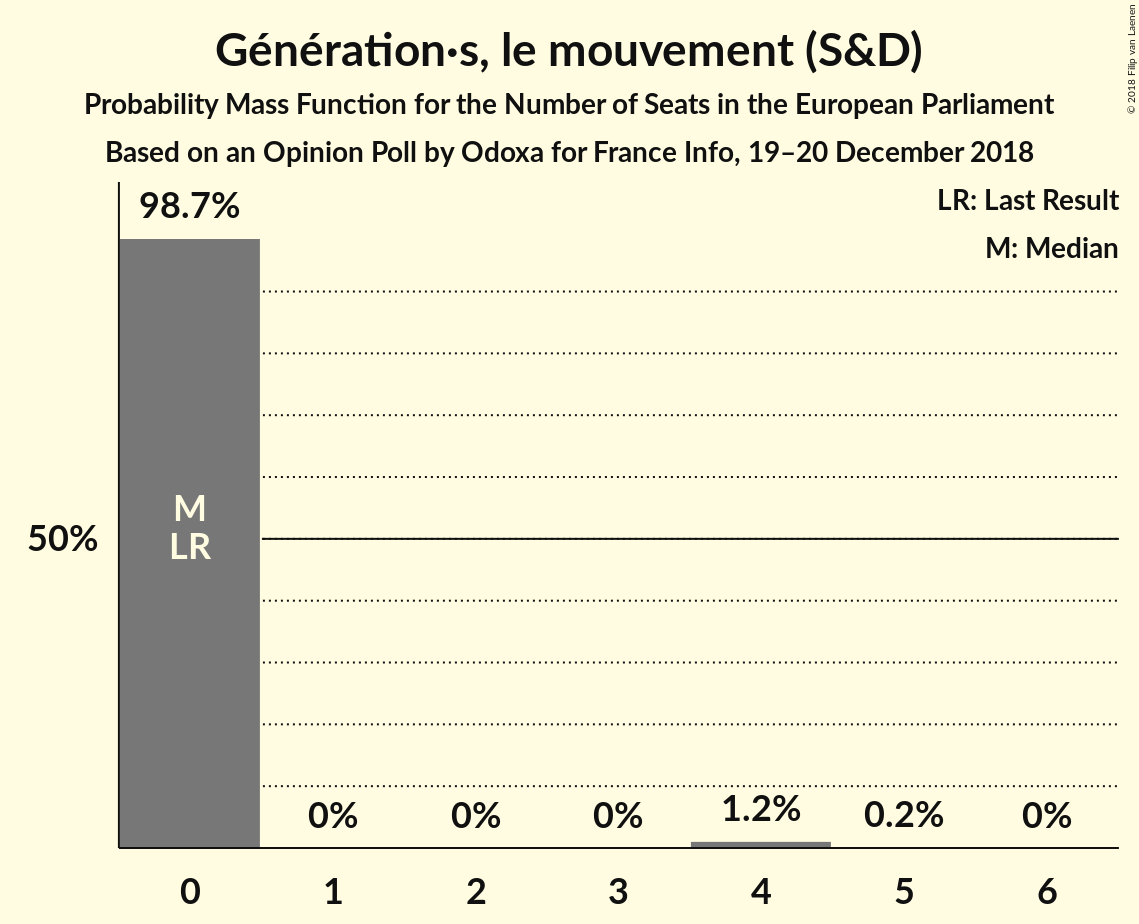 Génération·s, le mouvement (S&D)
Probability Mass Function for the Number of Seats in the European Parliament
Based on an Opinion Poll by Odoxa for France Info, 19–20 December 2018
© 2018 Filip van Laenen
LR: Last Result
M: Median
98.7%
M
LR
50%
0% 0% 0% 1.2% 0.2% 0%
0 1 2 3 4 5 6